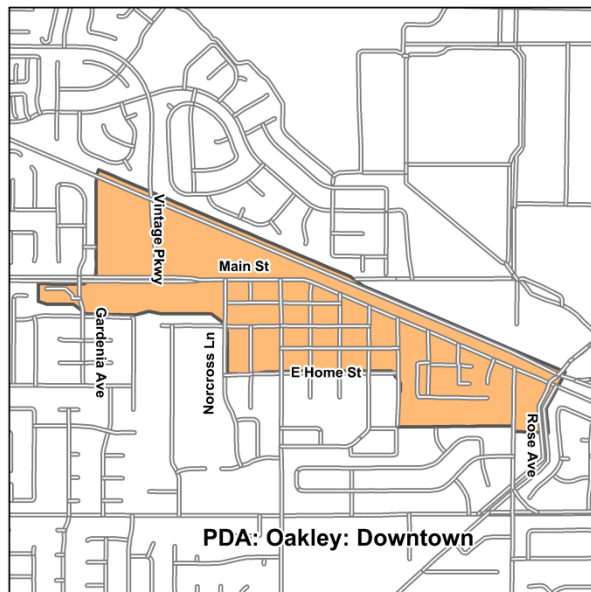 Vintage Pkwy
Main St
Gardenia Ave
Norcross Ln
E Home St
Rose Ave
PDA: Oakley: Downtown